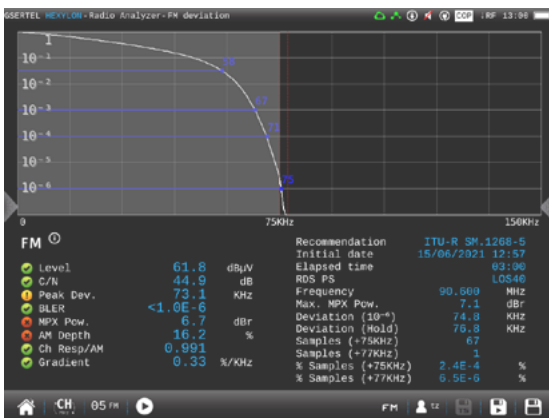 GSERTEL HEXYLON-Radio Analyzer-FM deviation COP RF 13:00
1
10-1
10-2
10-3
10-4
10-5
10-6
67
71
75
0 75KHz 150KHz
FM
Level 61.8 dBμV
C/N 44.9 dB
Peak Dev. 73.1 KHz
BLER <1.0E-6
MPX Pow. 6.7 dBr
AM Depth 16.2 %
Ch Resp/AM 0.991
Gradient 0.33 %/KHz
Recommendation ITU-R SM.1268-5
Initial date 15/06/2021 12:57
Elapsed time 03:00
RDS PS LOS40
Frequency 90.600 MHz
Max. MPX Pow. 7.1 dBr
Deviation (10-6) 74.8 KHz
Deviation (Hold) 76.8 KHz
Samples (+75KHz) 67
Samples (+77KHz) 1
% Samples (+75KHz) 2.4E-4 %
% Samples (+77KHz) 6.5E-6 %
CH 05 FM FM TZ